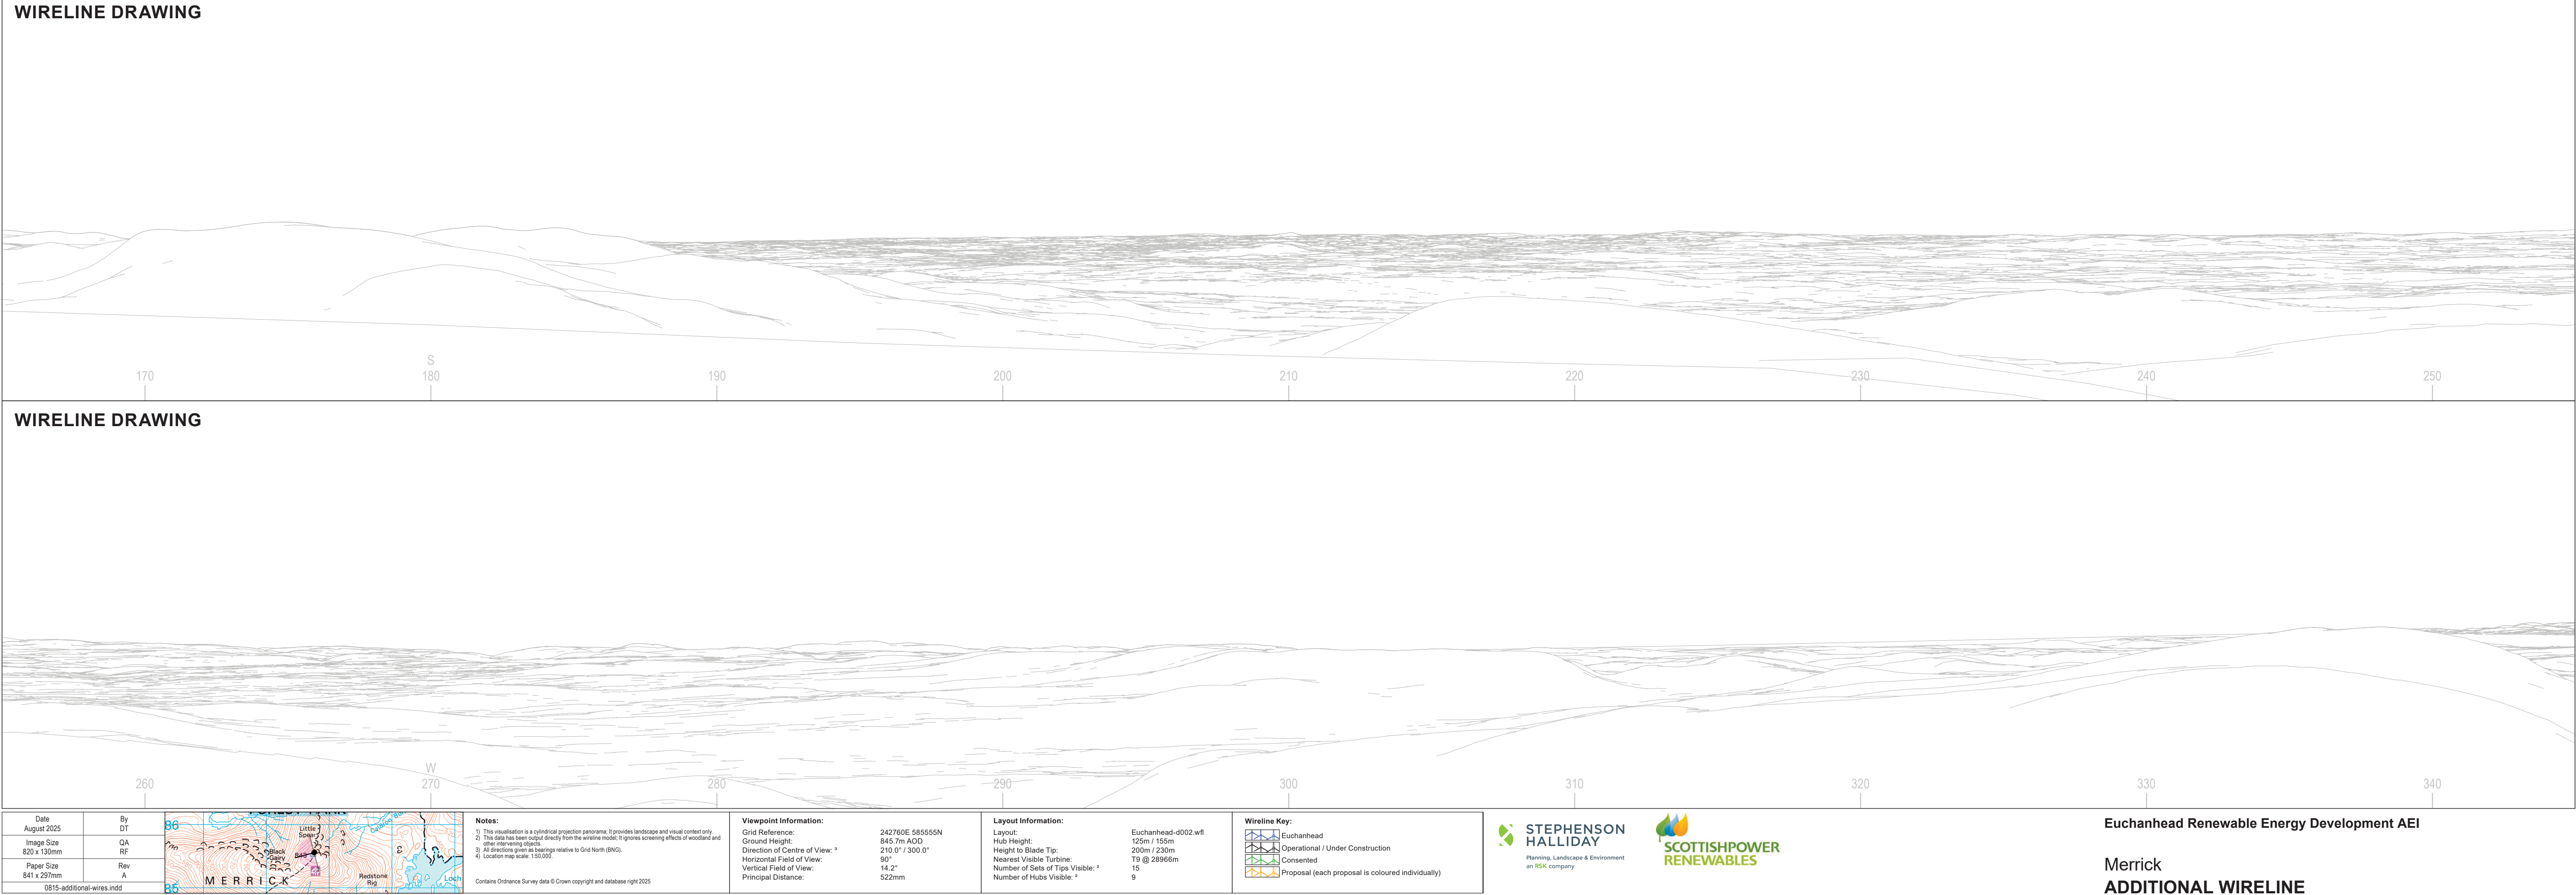 WIRELINE DRAWING
S
170 180 190 200 210 220 230 240 250
WIRELINE DRAWING
W
260 270 280 290 300 310 320 330 340
Date
August 2025
By
DT
Image Size
820 x 130mm
QA
RF
Paper Size
841 x 297mm
Rev
A
0815-additional-wires.indd
86
Little
Spear
Black
Gairy
843
MERRICK
Redstone
Rig
Loch
85
Notes:
1) This visualisation is a cylindrical projection panorama; It provides landscape and visual context only.
2) This data has been output directly from the wireline model; It ignores screening effects of woodland and
other intervening objects.
3) All directions given as bearings relative to Grid North (BNG).
4) Location map scale: 1:50,000.
Contains Ordnance Survey data © Crown copyright and database right 2025
Viewpoint Information:
Grid Reference: 242760E 585555N
Ground Height: 845.7m AOD
Direction of Centre of View: ³ 210.0° / 300.0°
Horizontal Field of View: 90°
Vertical Field of View: 14.2°
Principal Distance: 522mm
Layout Information:
Layout: Euchanhead-d002.wfl
Hub Height: 125m / 155m
Height to Blade Tip: 200m / 230m
Nearest Visible Turbine: T9 @ 28966m
Number of Sets of Tips Visible: ² 15
Number of Hubs Visible: ² 9
Wireline Key:
Euchanhead
Operational / Under Construction
Consented
Proposal (each proposal is coloured individually)
STEPHENSON
HALLIDAY
Planning, Landscape & Environment
an RSK company
SCOTTISHPOWER
RENEWABLES
Euchanhead Renewable Energy Development AEI
Merrick
ADDITIONAL WIRELINE